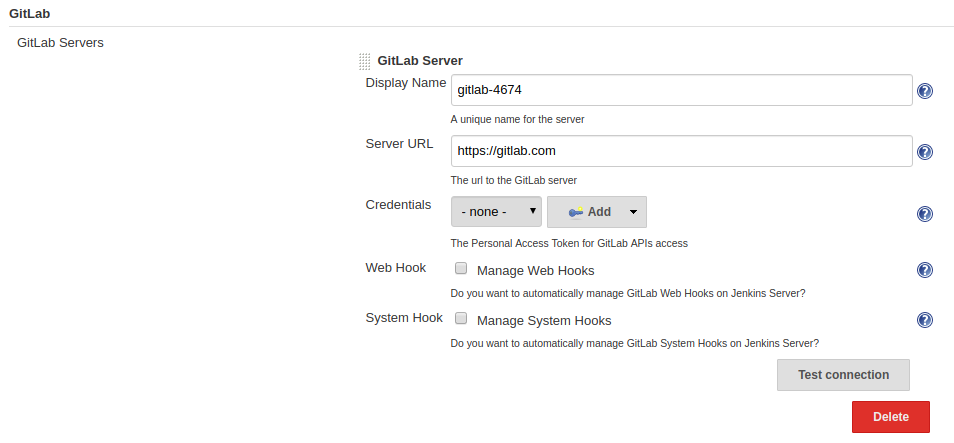 GitLab
GitLab Servers
GitLab Server
Display Name
gitlab-4674
A unique name for the server
Server URL
https://gitlab.com
The url to the GitLab server
Credentials
- none -
Add
The Personal Access Token for GitLab APIs access
Web Hook
Manage Web Hooks
Do you want to automatically manage GitLab Web Hooks on Jenkins Server?
System Hook
Manage System Hooks
Do you want to automatically manage GitLab System Hooks on Jenkins Server?
Test connection
Delete